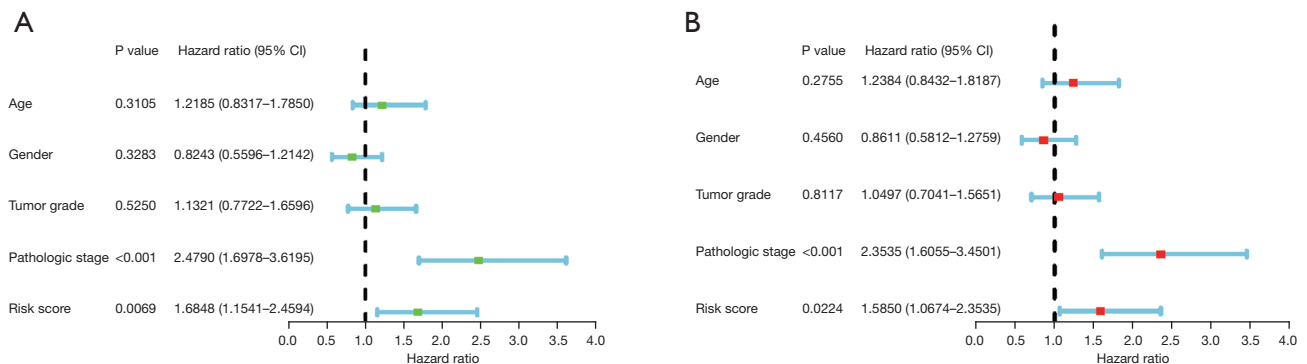 A
P value Hazard ratio (95% CI)
Age 0.3105 1.2185 (0.8317–1.7850)
Gender 0.3283 0.8243 (0.5596–1.2142)
Tumor grade 0.5250 1.1321 (0.7722–1.6596)
Pathologic stage <0.001 2.4790 (1.6978–3.6195)
Risk score 0.0069 1.6848 (1.1541–2.4594)
0.0 0.5 1.0 1.5 2.0 2.5 3.0 3.5 4.0
Hazard ratio
B
P value Hazard ratio (95% CI)
Age 0.2755 1.2384 (0.8432–1.8187)
Gender 0.4560 0.8611 (0.5812–1.2759)
Tumor grade 0.8117 1.0497 (0.7041–1.5651)
Pathologic stage <0.001 2.3535 (1.6055–3.4501)
Risk score 0.0224 1.5850 (1.0674–2.3535)
0.0 0.5 1.0 1.5 2.0 2.5 3.0 3.5 4.0
Hazard ratio